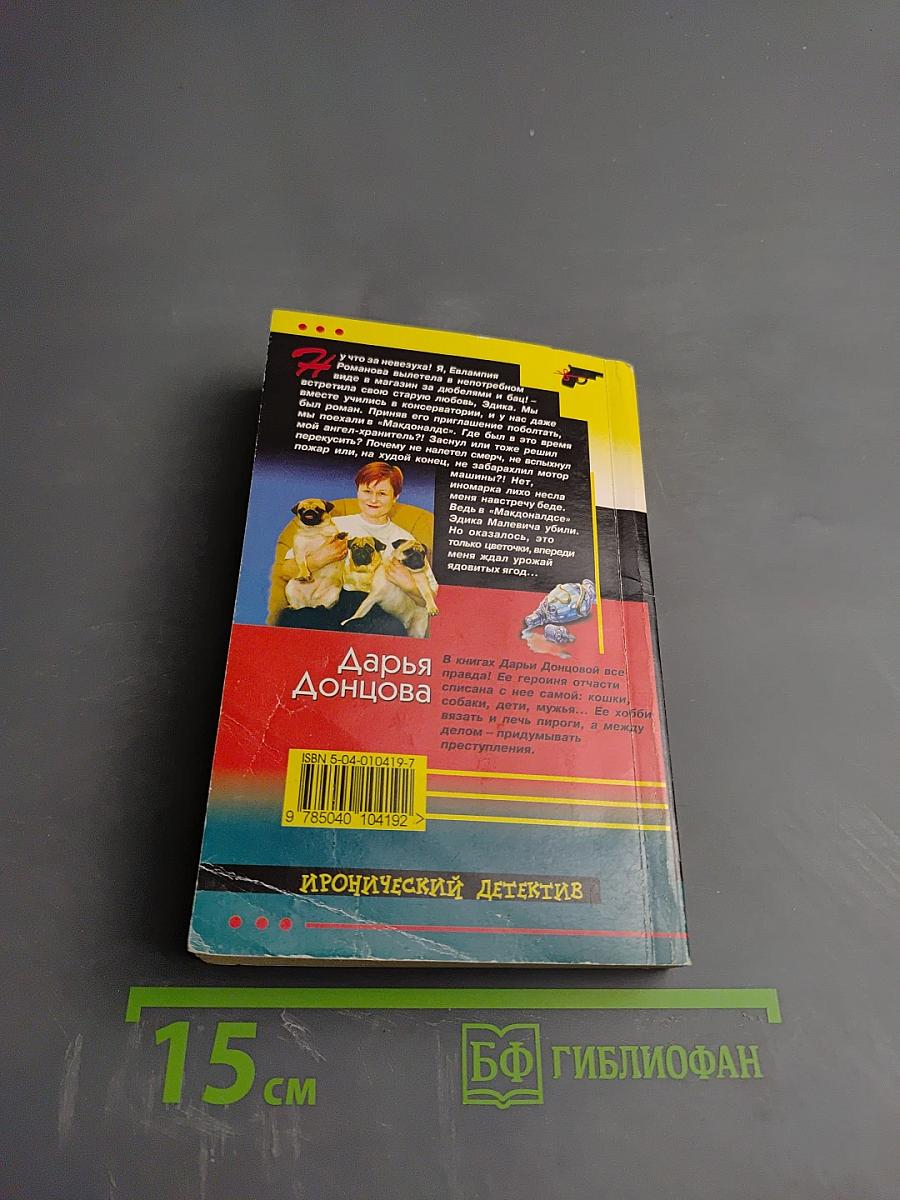 Ну что за невезуха! Я, Евлампия
Романова вылетела в непотребном
виде в магазин за дюбелями и бац! –
встретила свою старую любовь, Эдика. Мы
вместе учились в консерватории, и у нас даже
был роман. Приняв его приглашение поболтать,
мы поехали в «Макдоналдс». Где был в это время
мой ангел-хранитель?! Заснул или тоже решил
перекусить? Почему не налетел смерч, не вспыхнул
пожар или, на худой конец, не забарахлил мотор
машины?! Нет,
иномарка лихо несла
меня навстречу беде.
Ведь в «Макдоналдсе»
Эдика Малевича убили.
Но оказалось, это
только цветочки, впереди
меня ждал урожай
ядовитых ягод...
Дарья
Донцова
В книгах Дарьи Донцовой все
правда! Ее героиня отчасти
списана с нее самой: кошки,
собаки, дети, мужья... Ее хобби
вязать и печь пироги, а между
делом – придумывать
преступления.
ISBN 5-04-010419-7
9 785040 104192 >
ИРОНИЧЕСКИЙ ДЕТЕКТИВ
15 см
БФ ГИБЛИОФАН